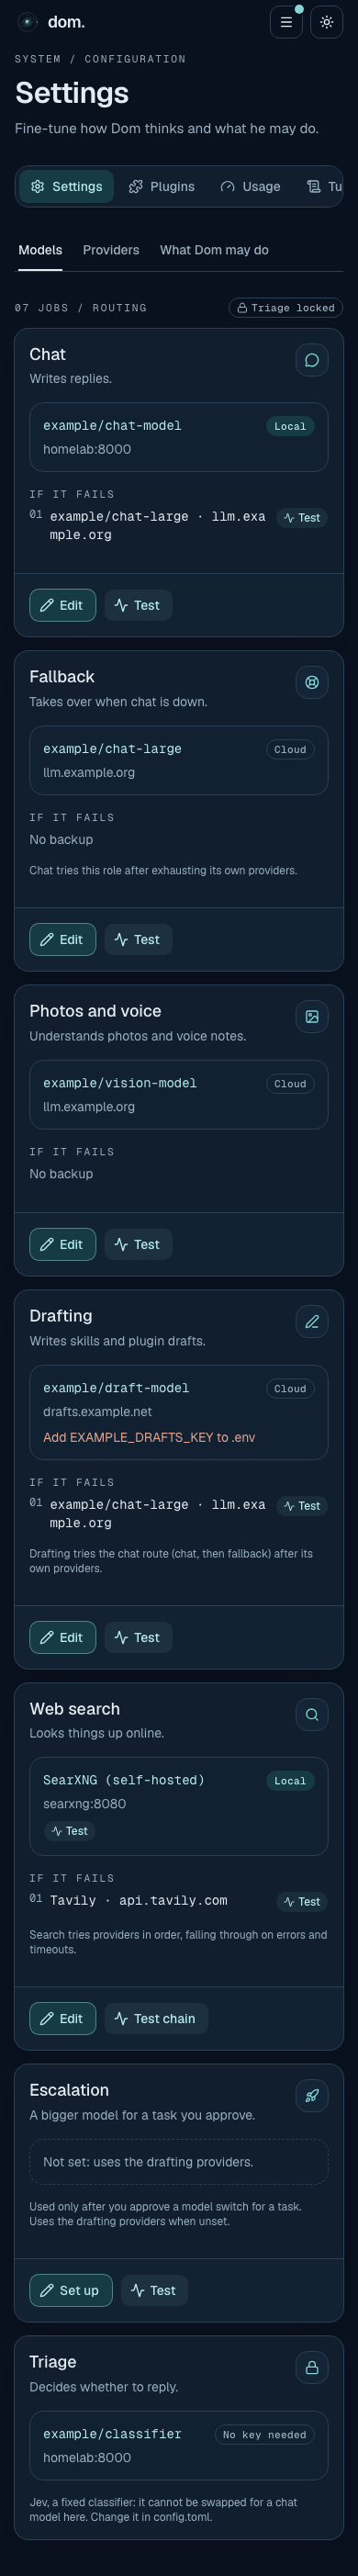 dom.
SYSTEM / CONFIGURATION
Settings
Fine-tune how Dom thinks and what he may do.
Settings Plugins Usage Tu
Models Providers What Dom may do
07 JOBS / ROUTING Triage locked
Chat
Writes replies.
example/chat-model Local
homelab:8000
IF IT FAILS
01 example/chat-large · llm.exa Test
mple.org
Edit Test
Fallback
Takes over when chat is down.
example/chat-large Cloud
llm.example.org
IF IT FAILS
No backup
Chat tries this role after exhausting its own providers.
Edit Test
Photos and voice
Understands photos and voice notes.
example/vision-model Cloud
llm.example.org
IF IT FAILS
No backup
Edit Test
Drafting
Writes skills and plugin drafts.
example/draft-model Cloud
drafts.example.net
Add EXAMPLE_DRAFTS_KEY to .env
IF IT FAILS
01 example/chat-large · llm.exa Test
mple.org
Drafting tries the chat route (chat, then fallback) after its
own providers.
Edit Test
Web search
Looks things up online.
SearXNG (self-hosted) Local
searxng:8080
Test
IF IT FAILS
01 Tavily · api.tavily.com Test
Search tries providers in order, falling through on errors and
timeouts.
Edit Test chain
Escalation
A bigger model for a task you approve.
Not set: uses the drafting providers.
Used only after you approve a model switch for a task.
Uses the drafting providers when unset.
Set up Test
Triage
Decides whether to reply.
example/classifier No key needed
homelab:8000
Jev, a fixed classifier: it cannot be swapped for a chat
model here. Change it in config.toml.